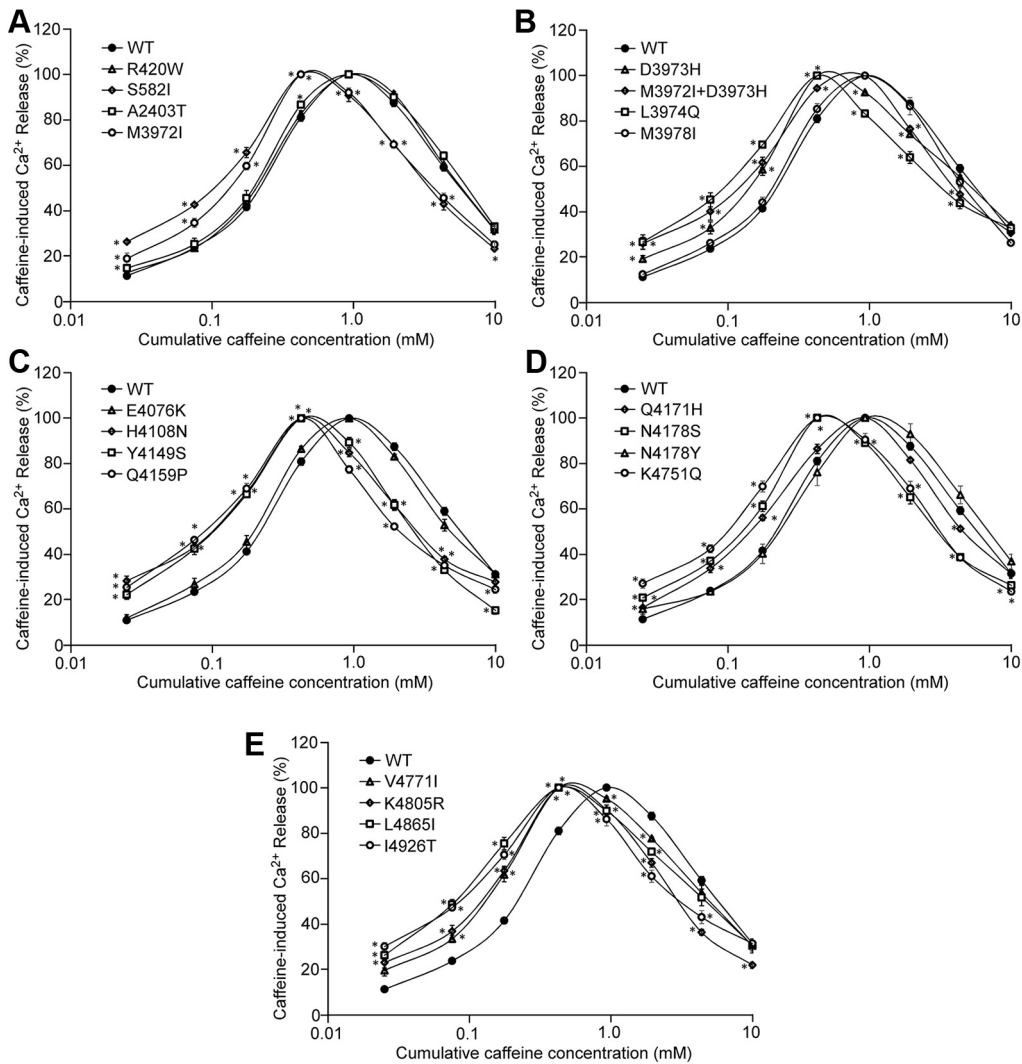 A
120
100
80
60
40
20
0
0.01
0.1
1.0
10
Caffeine-induced Ca²⁺ Release (%)
Cumulative caffeine concentration (mM)
WT
R420W
S582I
A2403T
M3972I
B
120
100
80
60
40
20
0
0.01
0.1
1.0
10
Caffeine-induced Ca²⁺ Release (%)
Cumulative caffeine concentration (mM)
WT
D3973H
M3972I+D3973H
L3974Q
M3978I
C
120
100
80
60
40
20
0
0.01
0.1
1.0
10
Caffeine-induced Ca²⁺ Release (%)
Cumulative caffeine concentration (mM)
WT
E4076K
H4108N
Y4149S
Q4159P
D
120
100
80
60
40
20
0
0.01
0.1
1.0
10
Caffeine-induced Ca²⁺ Release (%)
Cumulative caffeine concentration (mM)
WT
Q4171H
N4178S
N4178Y
K4751Q
E
120
100
80
60
40
20
0
0.01
0.1
1.0
10
Caffeine-induced Ca²⁺ Release (%)
Cumulative caffeine concentration (mM)
WT
V4771I
K4805R
L4865I
I4926T